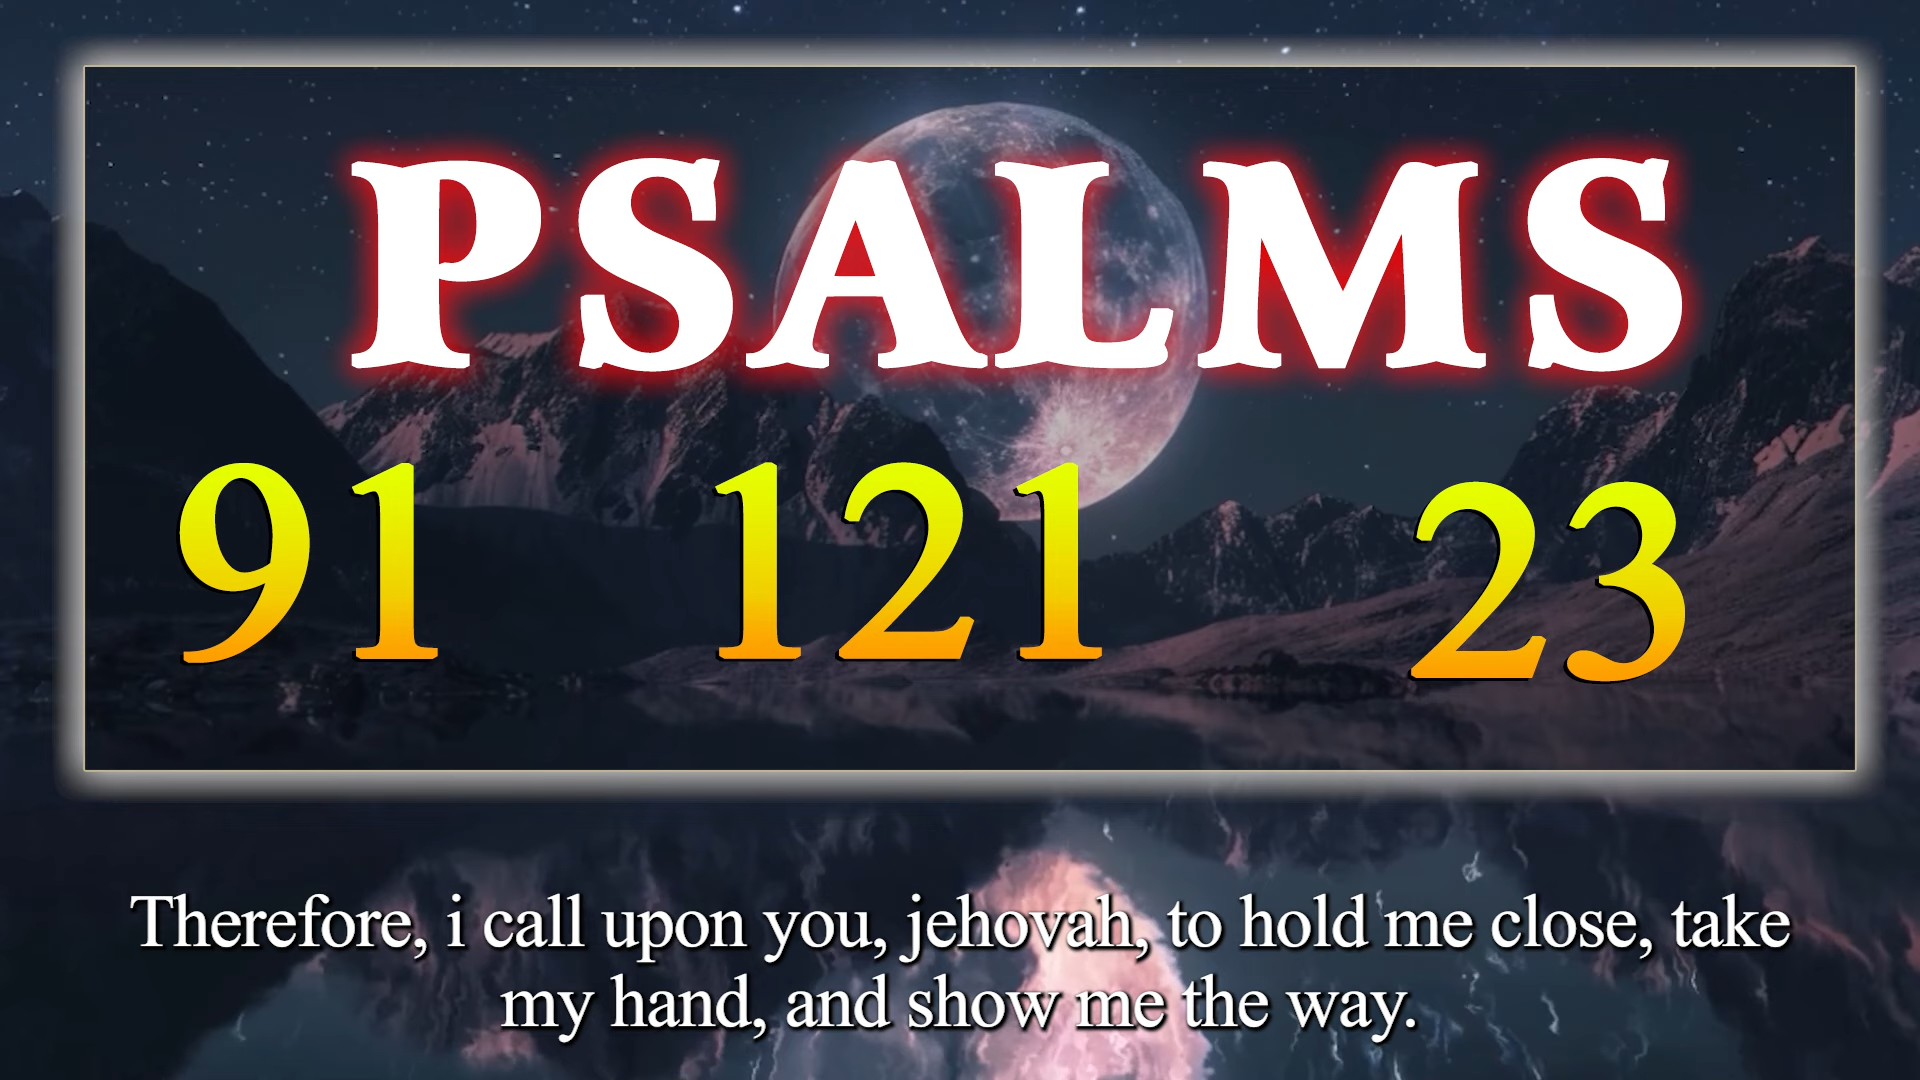 PSALMS
91 121 23
Therefore, i call upon you, jehovah, to hold me close, take
my hand, and show me the way.